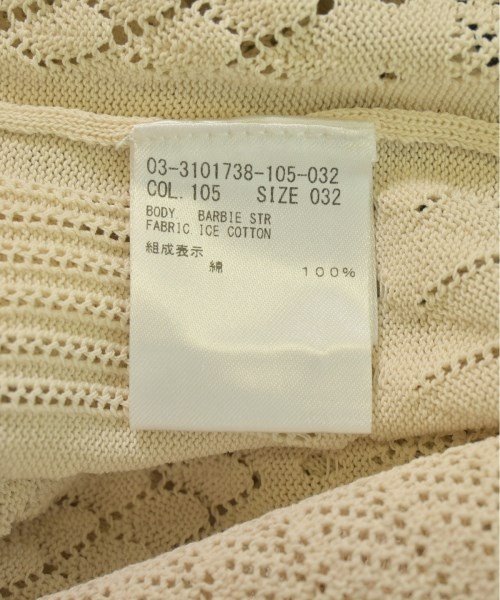 03-3101738-105-032
COL. 105 SIZE 032
BODY. BARBIE STR
FABRIC. ICE COTTON
組成表示
綿 100%